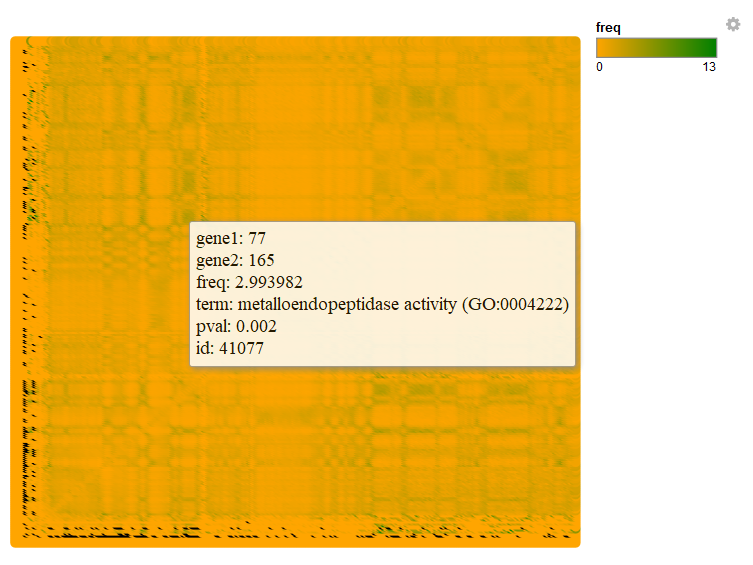 freq
0 13
gene1: 77
gene2: 165
freq: 2.993982
term: metalloendopeptidase activity (GO:0004222)
pval: 0.002
id: 41077